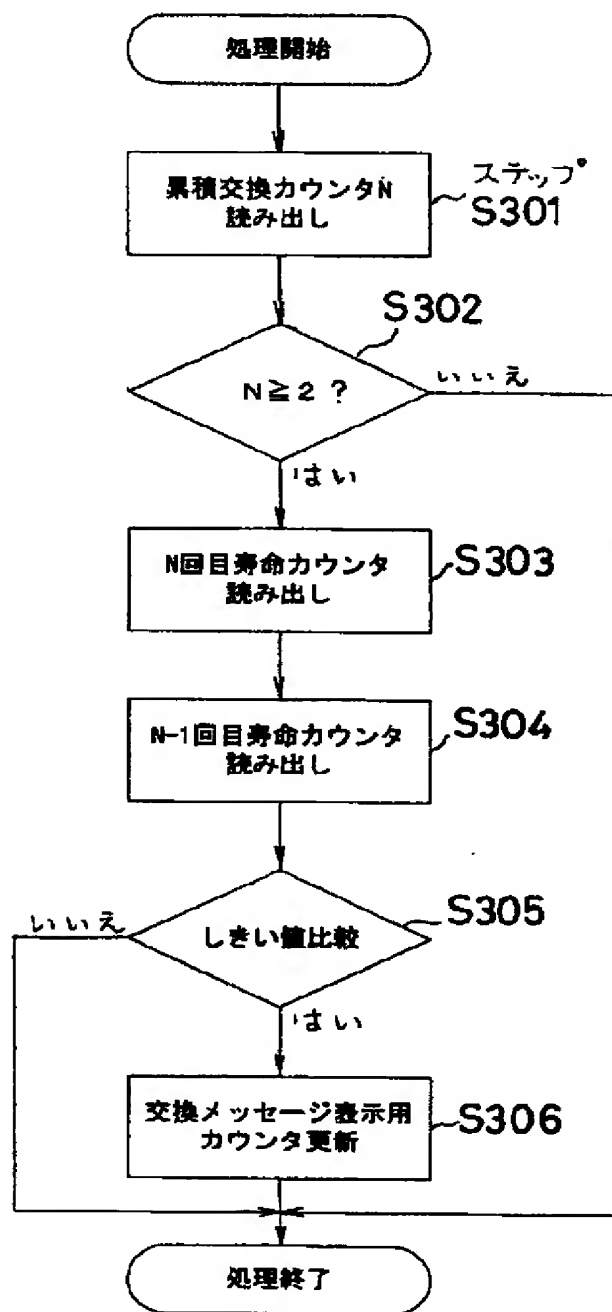 処理開始
累積交換カウンタN
読み出し
ステップ
S301
S302
N≧2?
いいえ
はい
N回目寿命カウンタ
読み出し
S303
N-1回目寿命カウンタ
読み出し
S304
S305
いいえ
しきい値比較
はい
交換メッセージ表示用
カウンタ更新
S306
処理終了